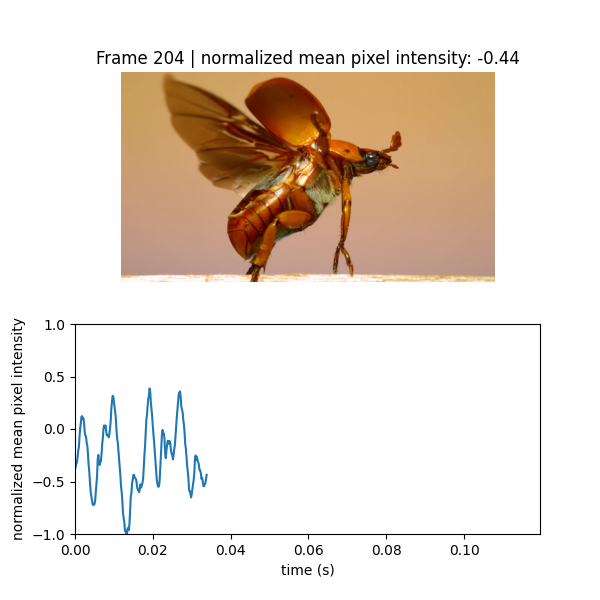 Frame 204 | normalized mean pixel intensity: -0.44
1.0
0.5
0.0
−0.5
−1.0
normalized mean pixel intensity
0.00 0.02 0.04 0.06 0.08 0.10
time (s)